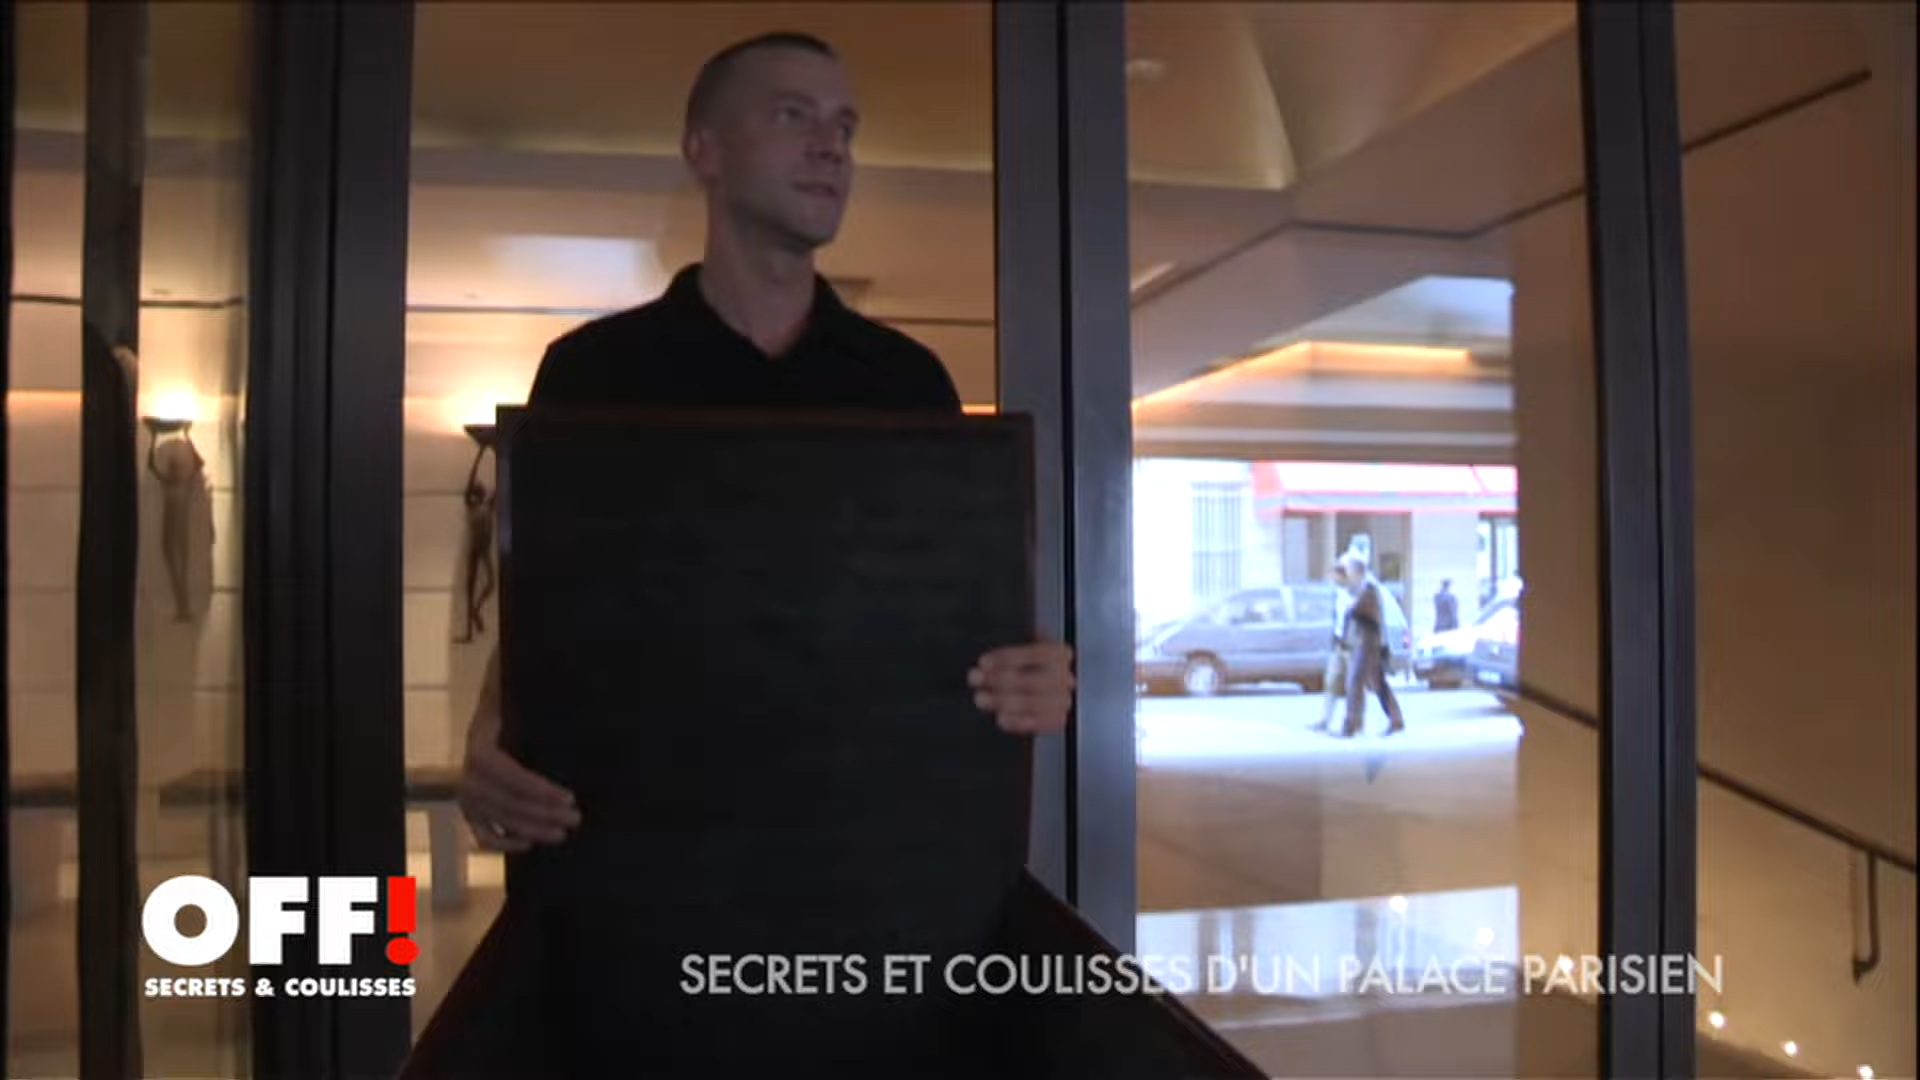 OFF!
SECRETS & COULISSES
SECRETS ET COULISSES D'UN PALACE PARISIEN